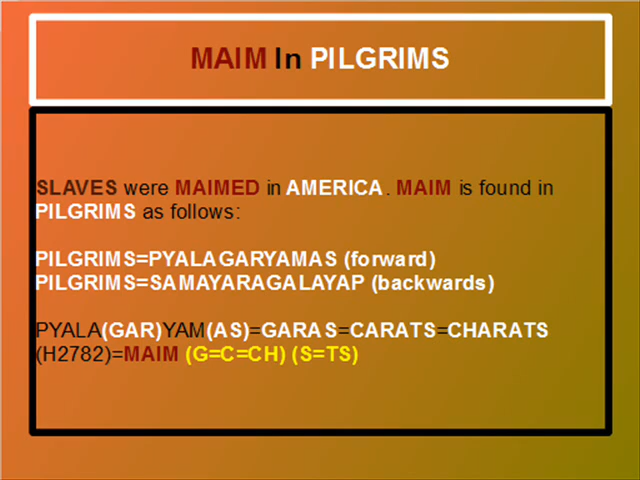 MAIM In PILGRIMS
SLAVES were MAIMED in AMERICA. MAIM is found in
PILGRIMS as follows:
PILGRIMS=PYALAGARYAMAS (forward)
PILGRIMS=SAMAYARAGALAYAP (backwards)
PYALA(GAR)YAM(AS)=GARAS=CARATS=CHARATS
(H2782)=MAIM (G=C=CH) (S=TS)